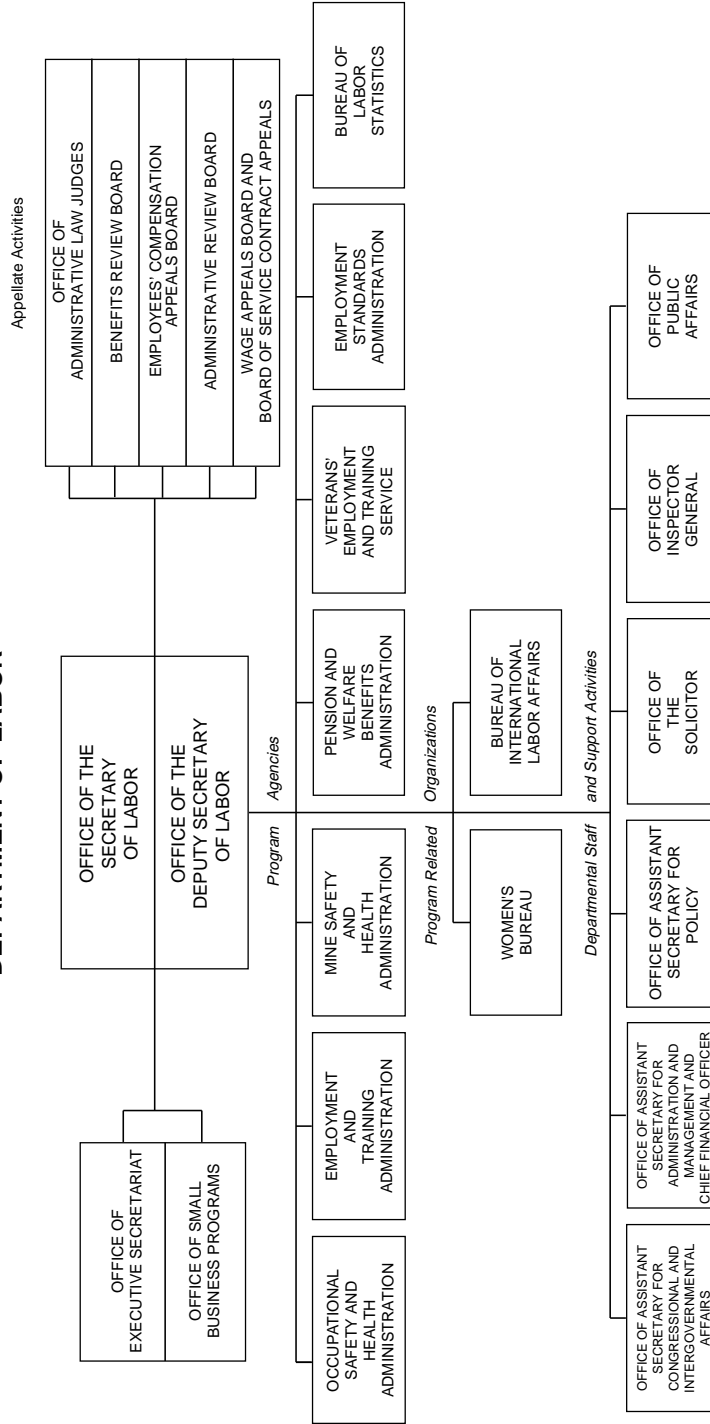 DEPARTMENT OF LABOR
Appellate Activities
OFFICE OF
EXECUTIVE SECRETARIAT
OFFICE OF SMALL
BUSINESS PROGRAMS
OFFICE OF THE
SECRETARY
OF LABOR
OFFICE OF THE
DEPUTY SECRETARY
OF LABOR
OFFICE OF
ADMINISTRATIVE LAW JUDGES
BENEFITS REVIEW BOARD
EMPLOYEES' COMPENSATION
APPEALS BOARD
ADMINISTRATIVE REVIEW BOARD
WAGE APPEALS BOARD AND
BOARD OF SERVICE CONTRACT APPEALS
Program Agencies
OCCUPATIONAL
SAFETY AND
HEALTH
ADMINISTRATION
EMPLOYMENT
AND
TRAINING
ADMINISTRATION
MINE SAFETY
AND
HEALTH
ADMINISTRATION
PENSION AND
WELFARE
BENEFITS
ADMINISTRATION
VETERANS'
EMPLOYMENT
AND TRAINING
SERVICE
EMPLOYMENT
STANDARDS
ADMINISTRATION
BUREAU OF
LABOR
STATISTICS
Program Related Organizations
WOMEN'S
BUREAU
BUREAU OF
INTERNATIONAL
LABOR AFFAIRS
Departmental Staff and Support Activities
OFFICE OF ASSISTANT
SECRETARY FOR
CONGRESSIONAL AND
INTERGOVERNMENTAL
AFFAIRS
OFFICE OF ASSISTANT
SECRETARY FOR
ADMINISTRATION AND
MANAGEMENT AND
CHIEF FINANCIAL OFFICER
OFFICE OF ASSISTANT
SECRETARY FOR
POLICY
OFFICE OF
THE
SOLICITOR
OFFICE OF
INSPECTOR
GENERAL
OFFICE OF
PUBLIC
AFFAIRS